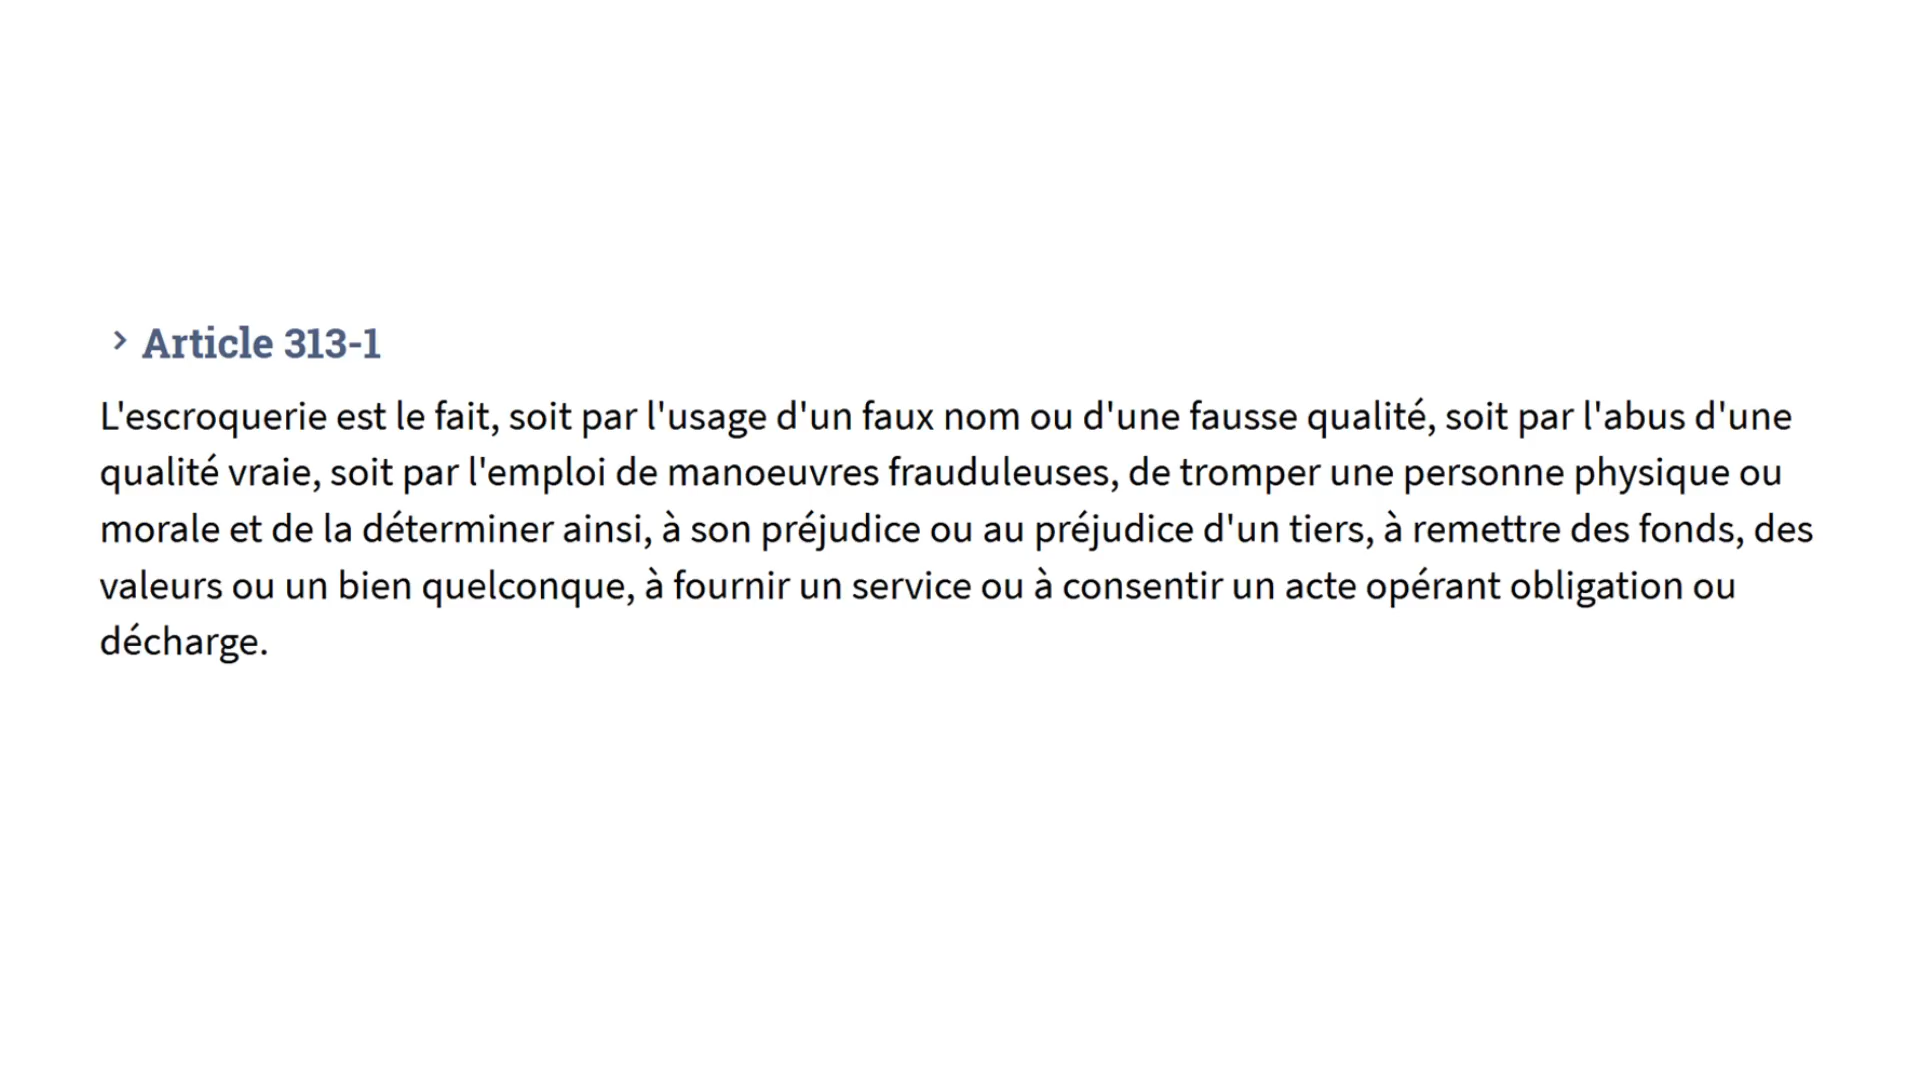 Article 313-1
L'escroquerie est le fait, soit par l'usage d'un faux nom ou d'une fausse qualité, soit par l'abus d'une
qualité vraie, soit par l'emploi de manoeuvres frauduleuses, de tromper une personne physique ou
morale et de la déterminer ainsi, à son préjudice ou au préjudice d'un tiers, à remettre des fonds, des
valeurs ou un bien quelconque, à fournir un service ou à consentir un acte opérant obligation ou
décharge.